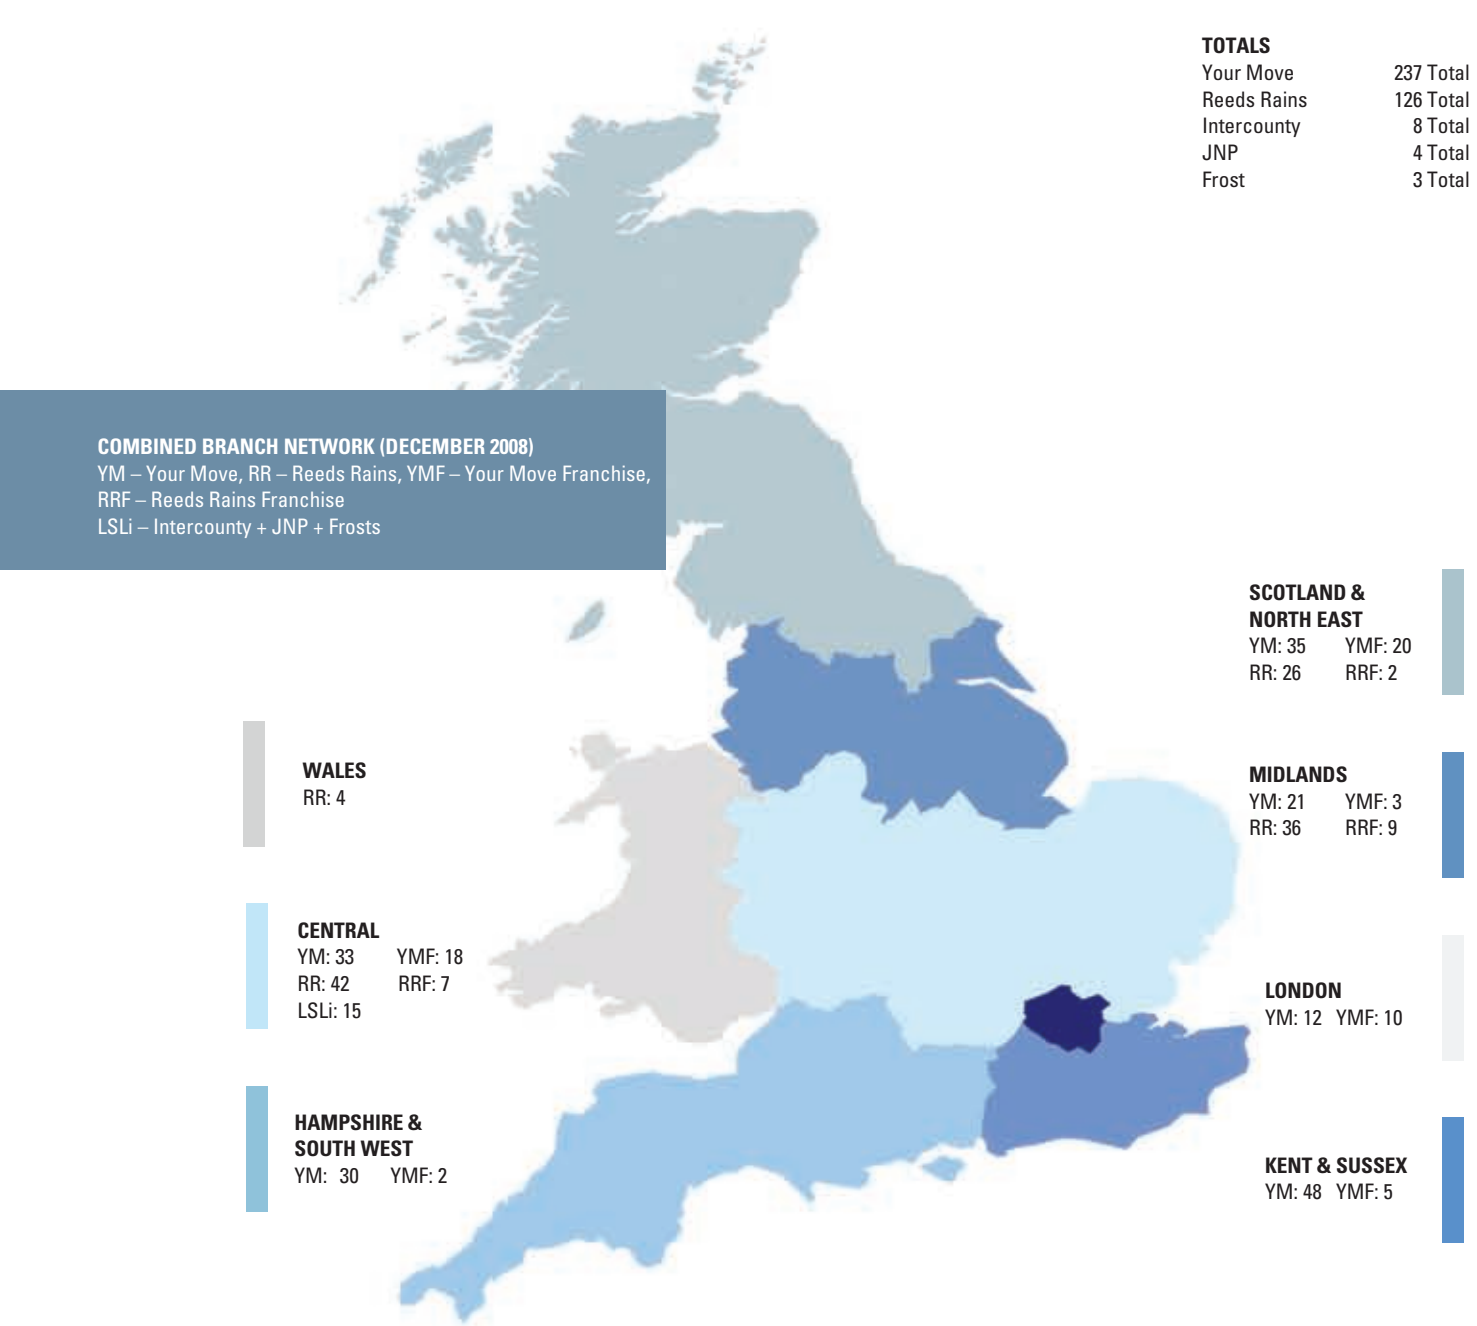 TOTALS
Your Move 237 Total
Reeds Rains 126 Total
Intercounty 8 Total
JNP 4 Total
Frost 3 Total
COMBINED BRANCH NETWORK (DECEMBER 2008)
YM – Your Move, RR – Reeds Rains, YMF – Your Move Franchise,
RRF – Reeds Rains Franchise
LSLi – Intercounty + JNP + Frosts
SCOTLAND &
NORTH EAST
YM: 35 YMF: 20
RR: 26 RRF: 2
WALES
RR: 4
MIDLANDS
YM: 21 YMF: 3
RR: 36 RRF: 9
CENTRAL
YM: 33 YMF: 18
RR: 42 RRF: 7
LSLi: 15
LONDON
YM: 12 YMF: 10
HAMPSHIRE &
SOUTH WEST
YM: 30 YMF: 2
KENT & SUSSEX
YM: 48 YMF: 5